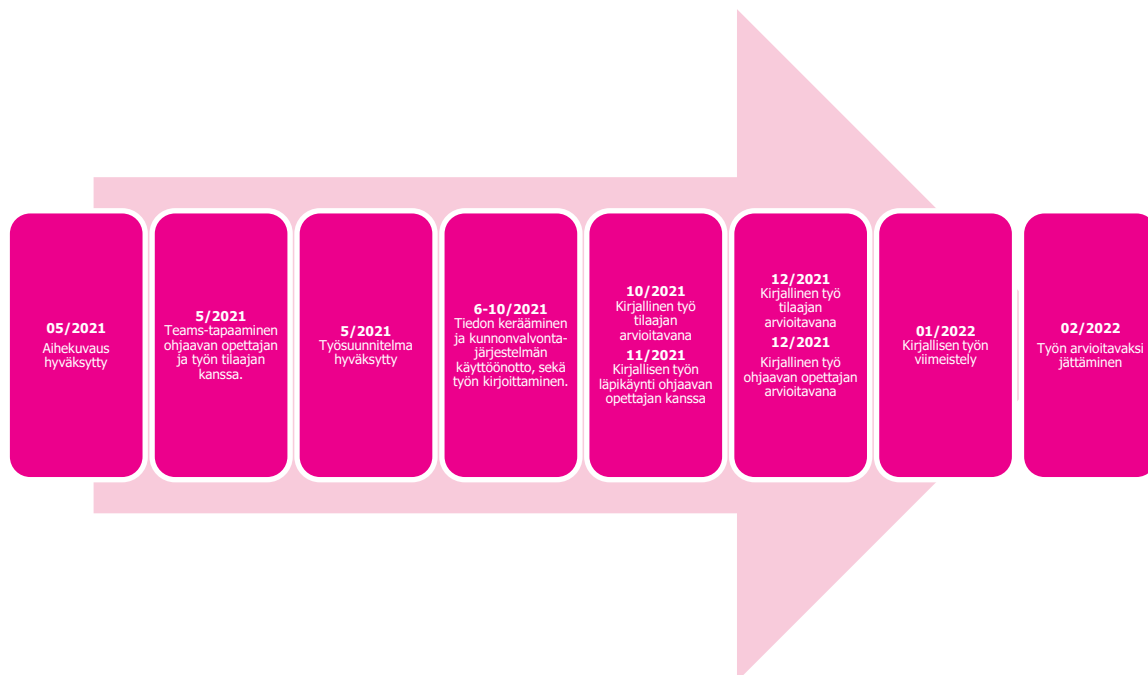 05/2021
Aihekuvaus
hyväksytty
5/2021
Teams-tapaaminen
ohjaavan opettajan
ja työn tilaajan
kanssa.
5/2021
Työsuunnitelma
hyväksytty
6-10/2021
Tiedon kerääminen
ja kunnonvalvonta-
järjestelmän
käyttöönotto, sekä
työn kirjoittaminen.
10/2021
Kirjallinen työ
tilaajan
arvioitavana
11/2021
Kirjallisen työn
läpikäynti ohjaavan
opettajan kanssa
12/2021
Kirjallinen työ
tilaajan
arvioitavana
12/2021
Kirjallinen työ
ohjaavan opettajan
arvioitavana
01/2022
Kirjallisen työn
viimeistely
02/2022
Työn arvioitavaksi
jättäminen